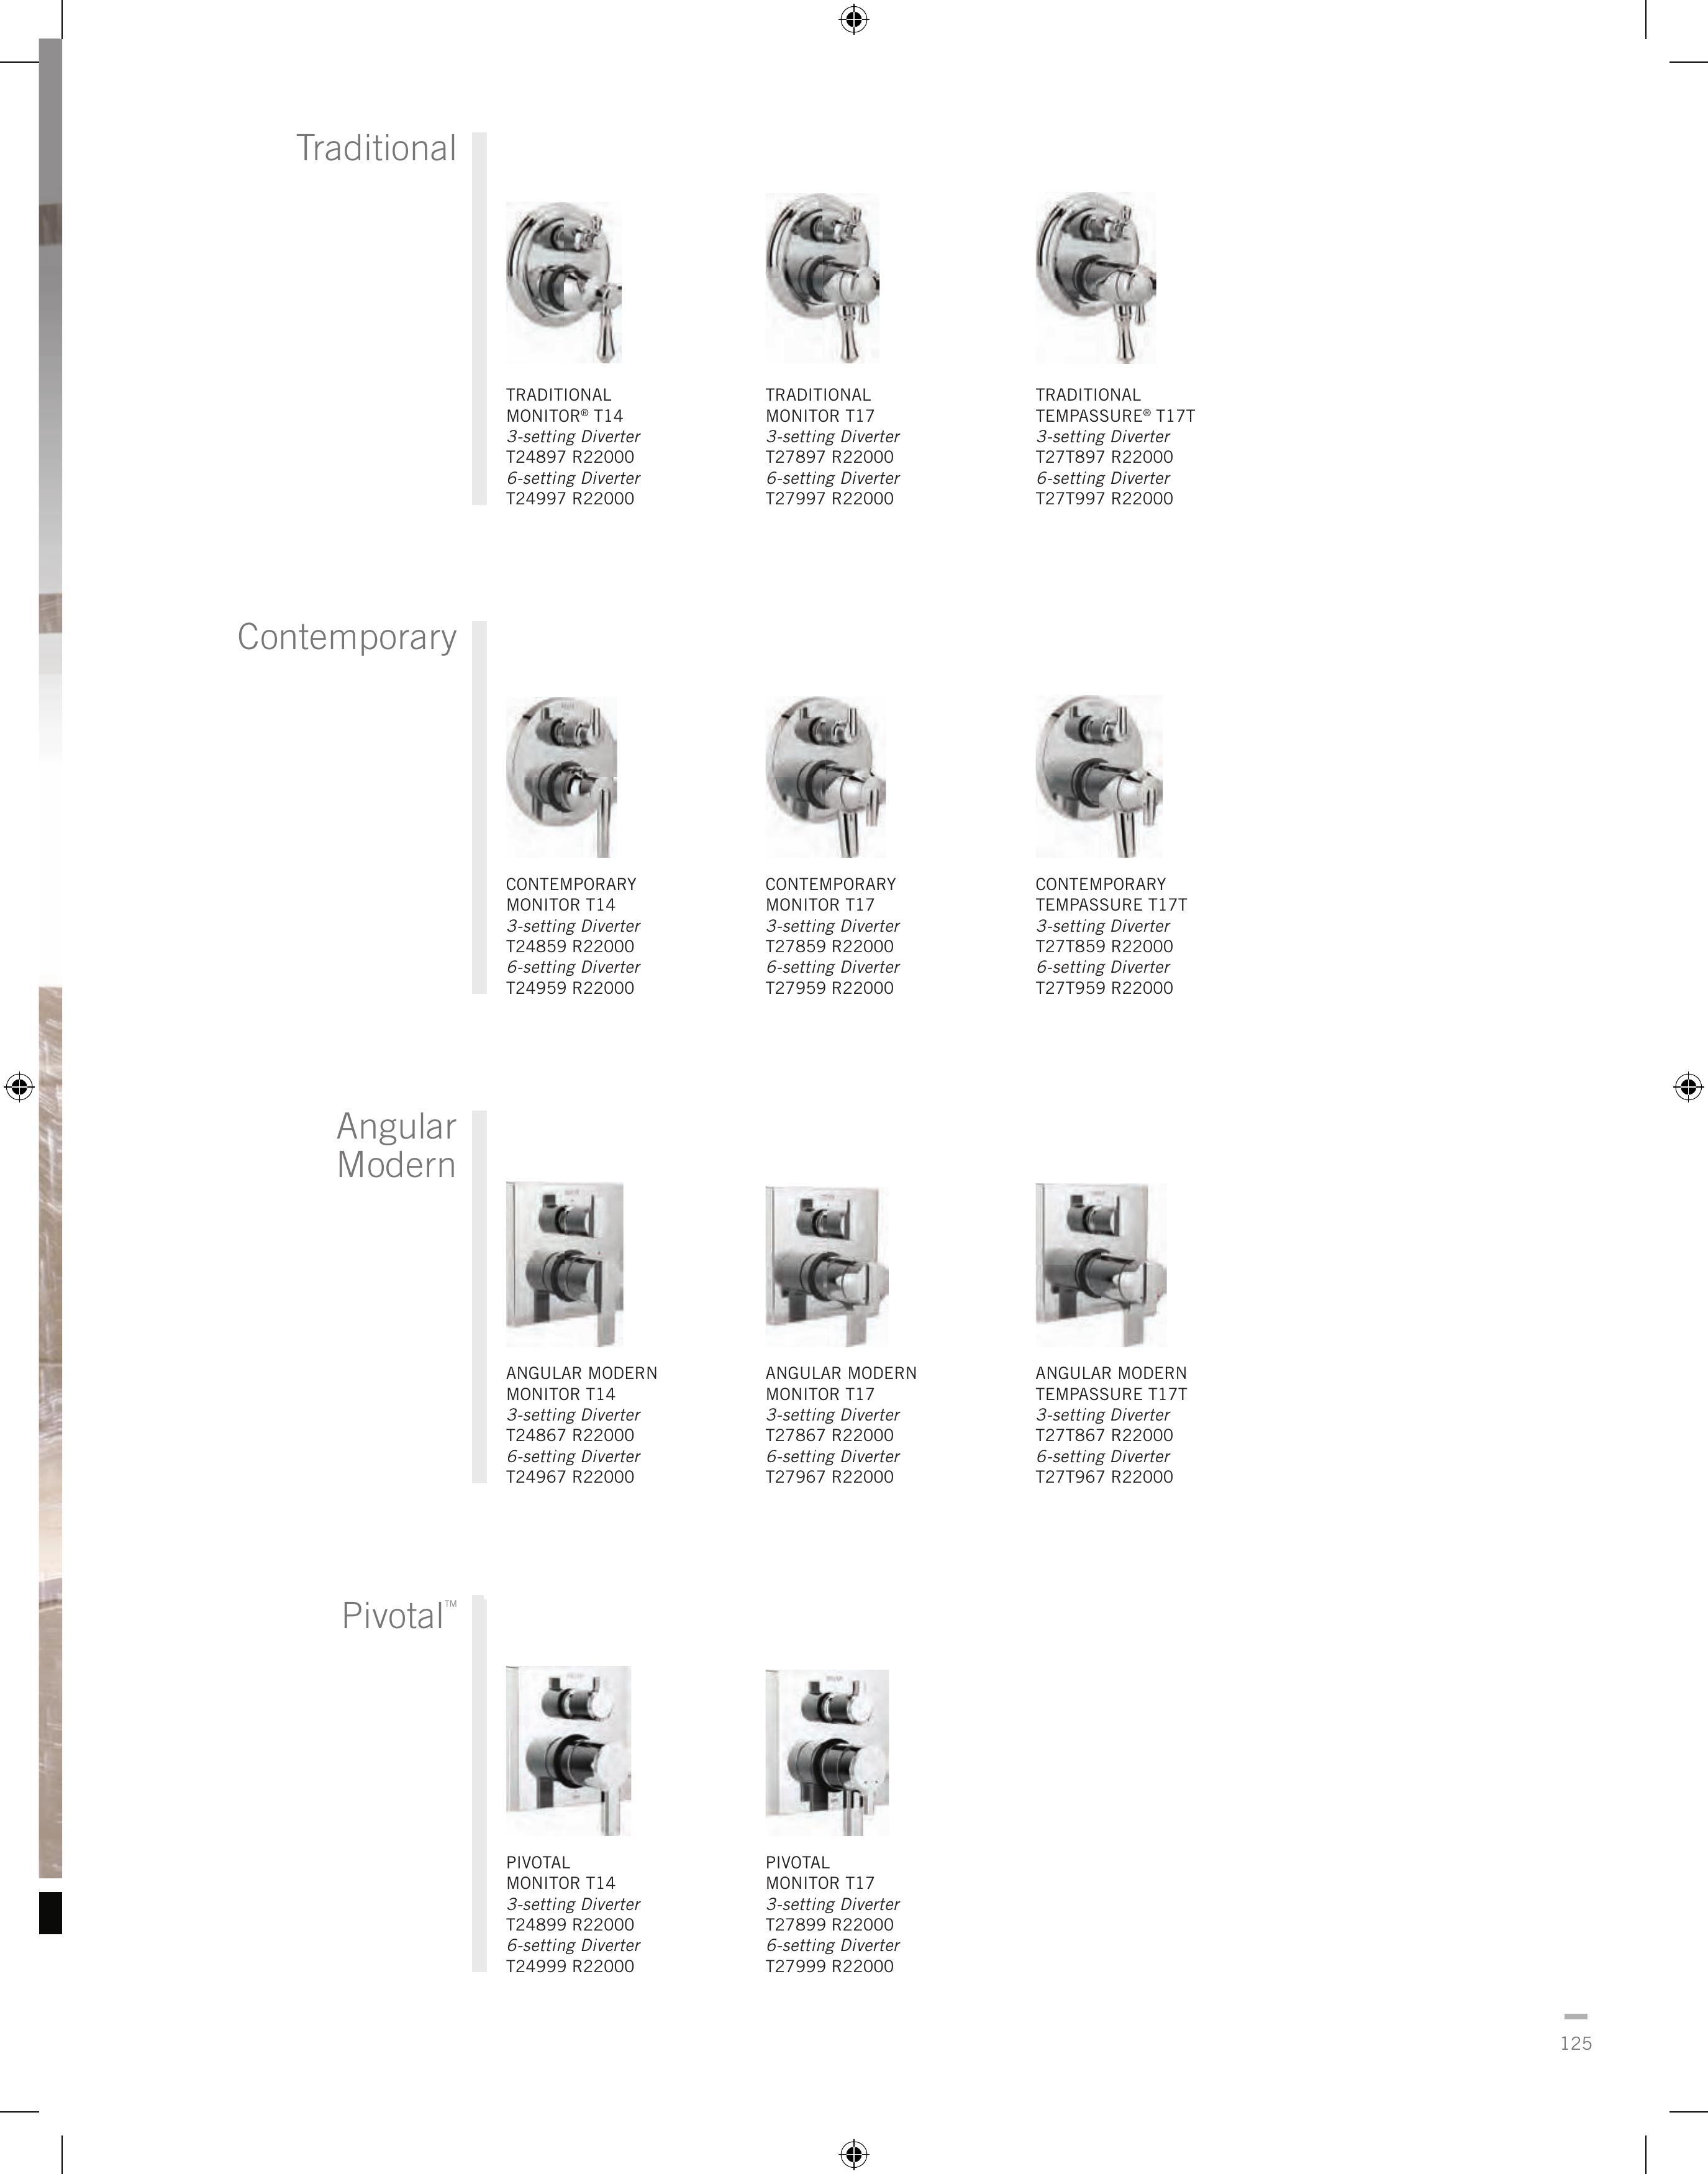 Traditional
TRADITIONAL
MONITOR® T14
3-setting Diverter
T24897 R22000
6-setting Diverter
T24997 R22000
TRADITIONAL
MONITOR T17
3-setting Diverter
T27897 R22000
6-setting Diverter
T27997 R22000
TRADITIONAL
TEMPASSURE® T17T
3-setting Diverter
T27T897 R22000
6-setting Diverter
T27T997 R22000
Contemporary
CONTEMPORARY
MONITOR T14
3-setting Diverter
T24859 R22000
6-setting Diverter
T24959 R22000
CONTEMPORARY
MONITOR T17
3-setting Diverter
T27859 R22000
6-setting Diverter
T27959 R22000
CONTEMPORARY
TEMPASSURE T17T
3-setting Diverter
T27T859 R22000
6-setting Diverter
T27T959 R22000
Angular
Modern
ANGULAR MODERN
MONITOR T14
3-setting Diverter
T24867 R22000
6-setting Diverter
T24967 R22000
ANGULAR MODERN
MONITOR T17
3-setting Diverter
T27867 R22000
6-setting Diverter
T27967 R22000
ANGULAR MODERN
TEMPASSURE T17T
3-setting Diverter
T27T867 R22000
6-setting Diverter
T27T967 R22000
Pivotal™
PIVOTAL
MONITOR T14
3-setting Diverter
T24899 R22000
6-setting Diverter
T24999 R22000
PIVOTAL
MONITOR T17
3-setting Diverter
T27899 R22000
6-setting Diverter
T27999 R22000
125